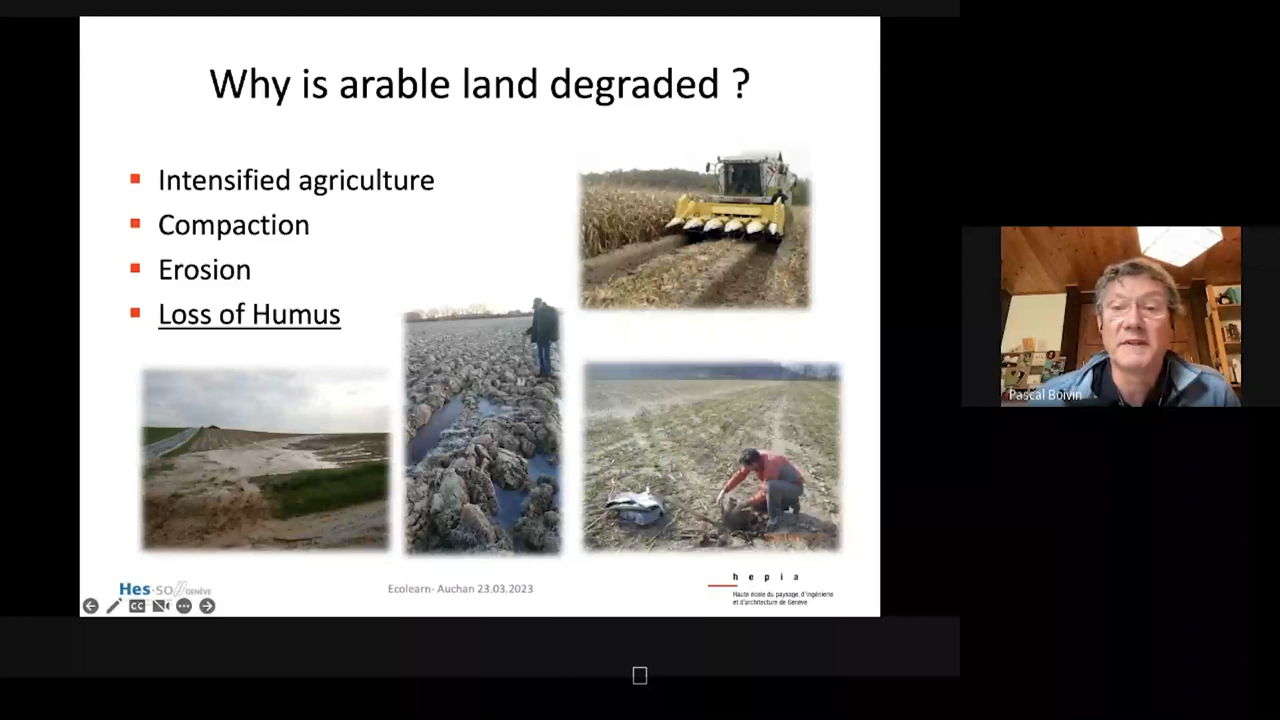 Why is arable land degraded ?
Intensified agriculture
Compaction
Erosion
Loss of Humus
Pascal Boivin
Hes·so GENÈVE
Ecolearn- Auchan 23.03.2023
h e p i a
Haute école du paysage, d'ingénierie
et d'architecture de Genève
CC